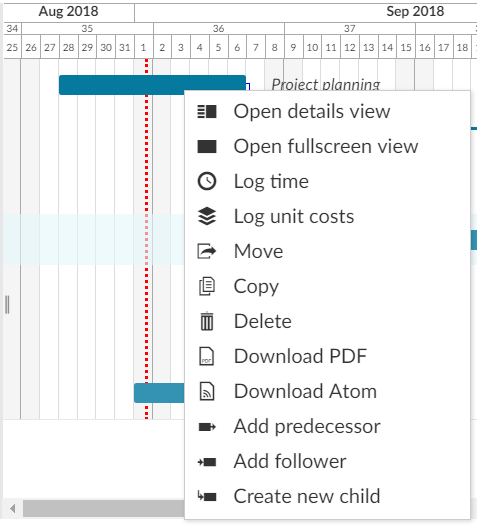 Aug 2018 Sep 2018
34 35 36 37
25 26 27 28 29 30 31 1 2 3 4 5 6 7 8 9 10 11 12 13 14 15 16 17 18
Project planning
Open details view
Open fullscreen view
Log time
Log unit costs
Move
Copy
Delete
PDF Download PDF
Download Atom
Add predecessor
Add follower
Create new child